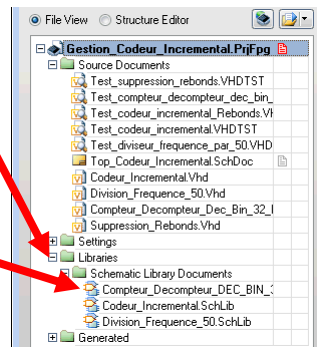 File View Structure Editor
Gestion_Codeur_Incremental.PrjFpg
Source Documents
Test_suppression_rebonds.VHDTST
Test_compteur_decompteur_dec_bin_
Test_codeur_incremental_Rebonds.VH
Test_codeur_incremental.VHDTST
Test_diviseur_frequence_par_50.VHD
Top_Codeur_Incremental.SchDoc
Codeur_Incremental.Vhd
Division_Frequence_50.Vhd
Compteur_Decompteur_Dec_Bin_32_
Suppression_Rebonds.Vhd
Settings
Libraries
Schematic Library Documents
Compteur_Decompteur_DEC_BIN_
Codeur_Incremental.SchLib
Division_Frequence_50.SchLib
Generated